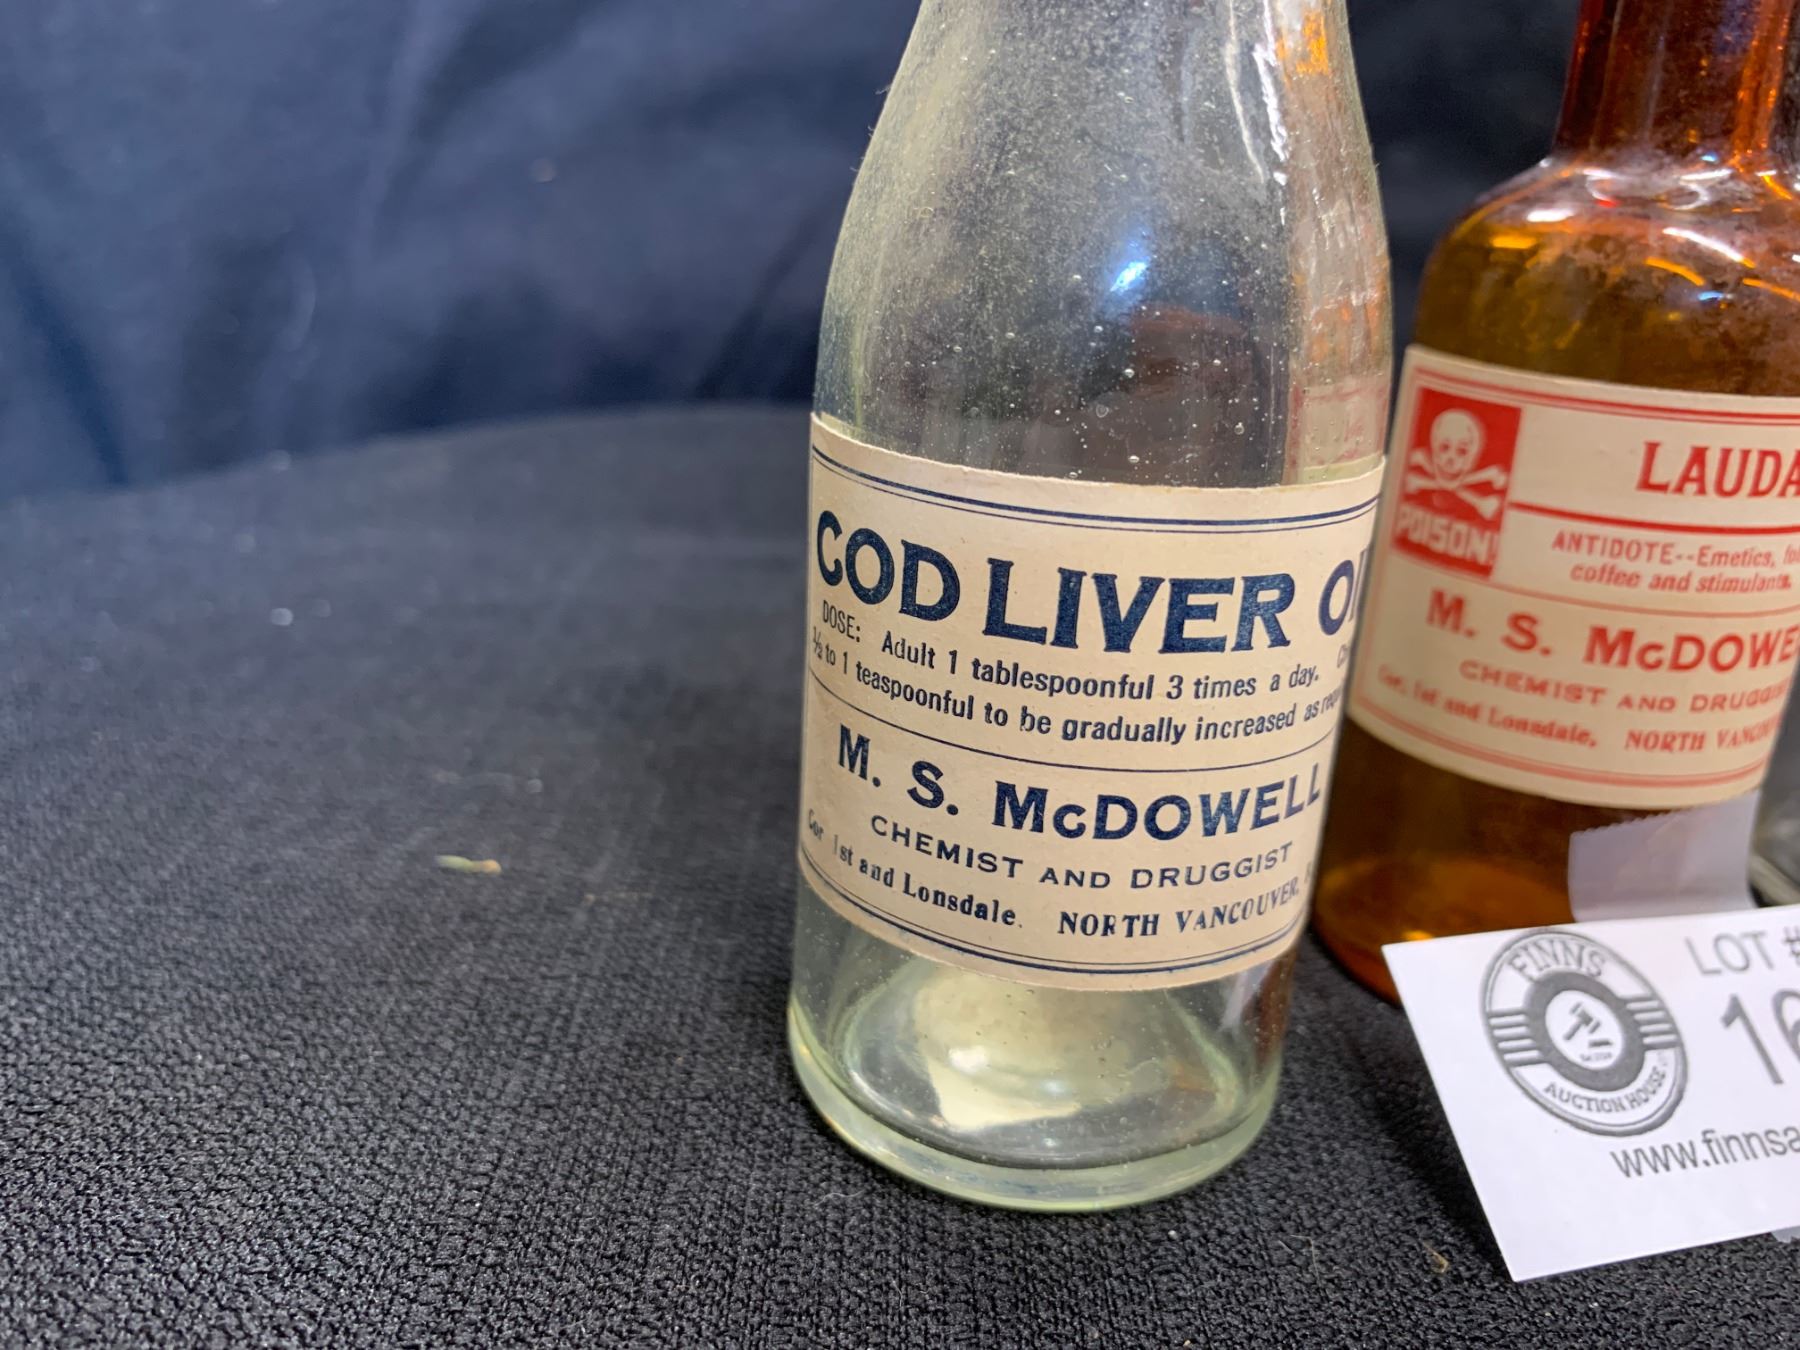 COD LIVER OI
DOSE: Adult 1 tablespoonful 3 times a day.
½ to 1 teaspoonful to be gradually increased as
M. S. McDOWELL
CHEMIST AND DRUGGIST
Cor 1st and Lonsdale. NORTH VANCOUVER,
POISON!
LAUDA
ANTIDOTE--Emetics,
coffee and stimulants.
M. S. McDOWE
CHEMIST AND DRUGGIS
Cor. 1st and Lonsdale, NORTH VANCO
FINNS
AUCTION HOUSE
LOT #
16
www.finnsa